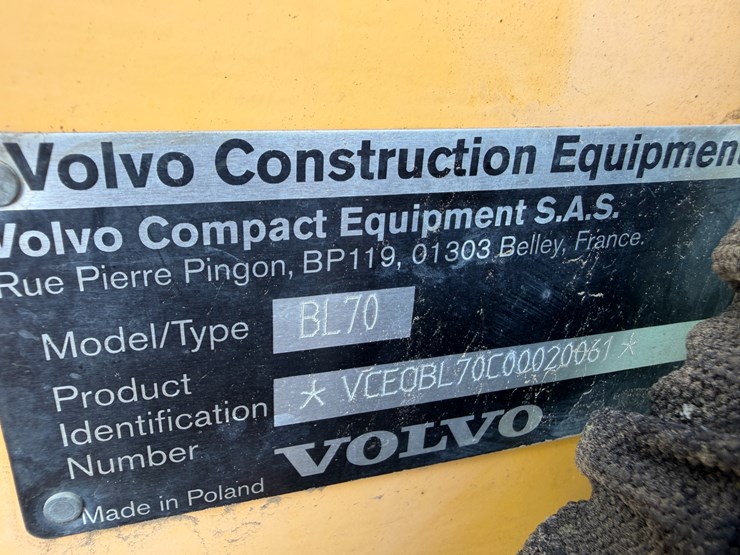 Volvo Construction Equipment
Volvo Compact Equipment S.A.S.
Rue Pierre Pingon, BP119, 01303 Belley, France.
Model/Type BL70
Product
Identification
Number
* VCE0BL70C00020061 *
VOLVO
Made in Poland